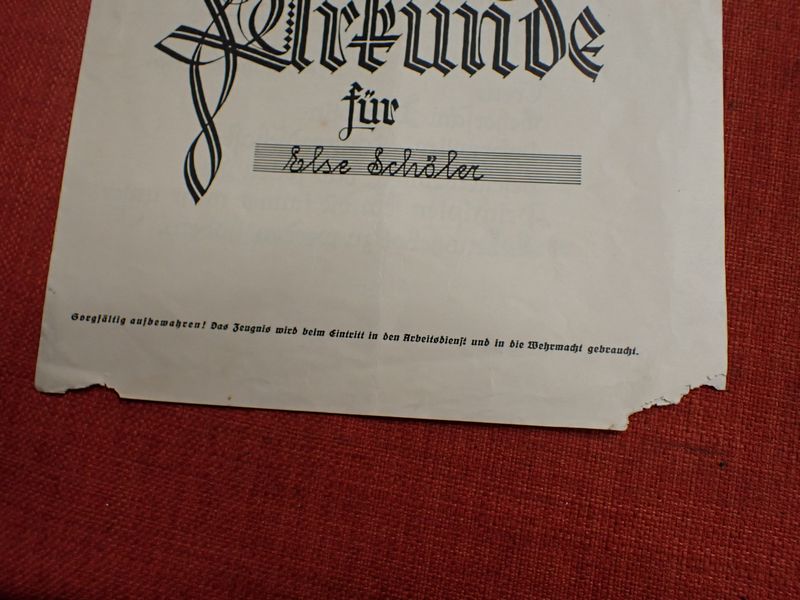 Urkunde
für
Else Schöler
Sorgfältig aufbewahren! Das Zeugnis wird beim Eintritt in den Arbeitsdienst und in die Wehrmacht gebraucht.